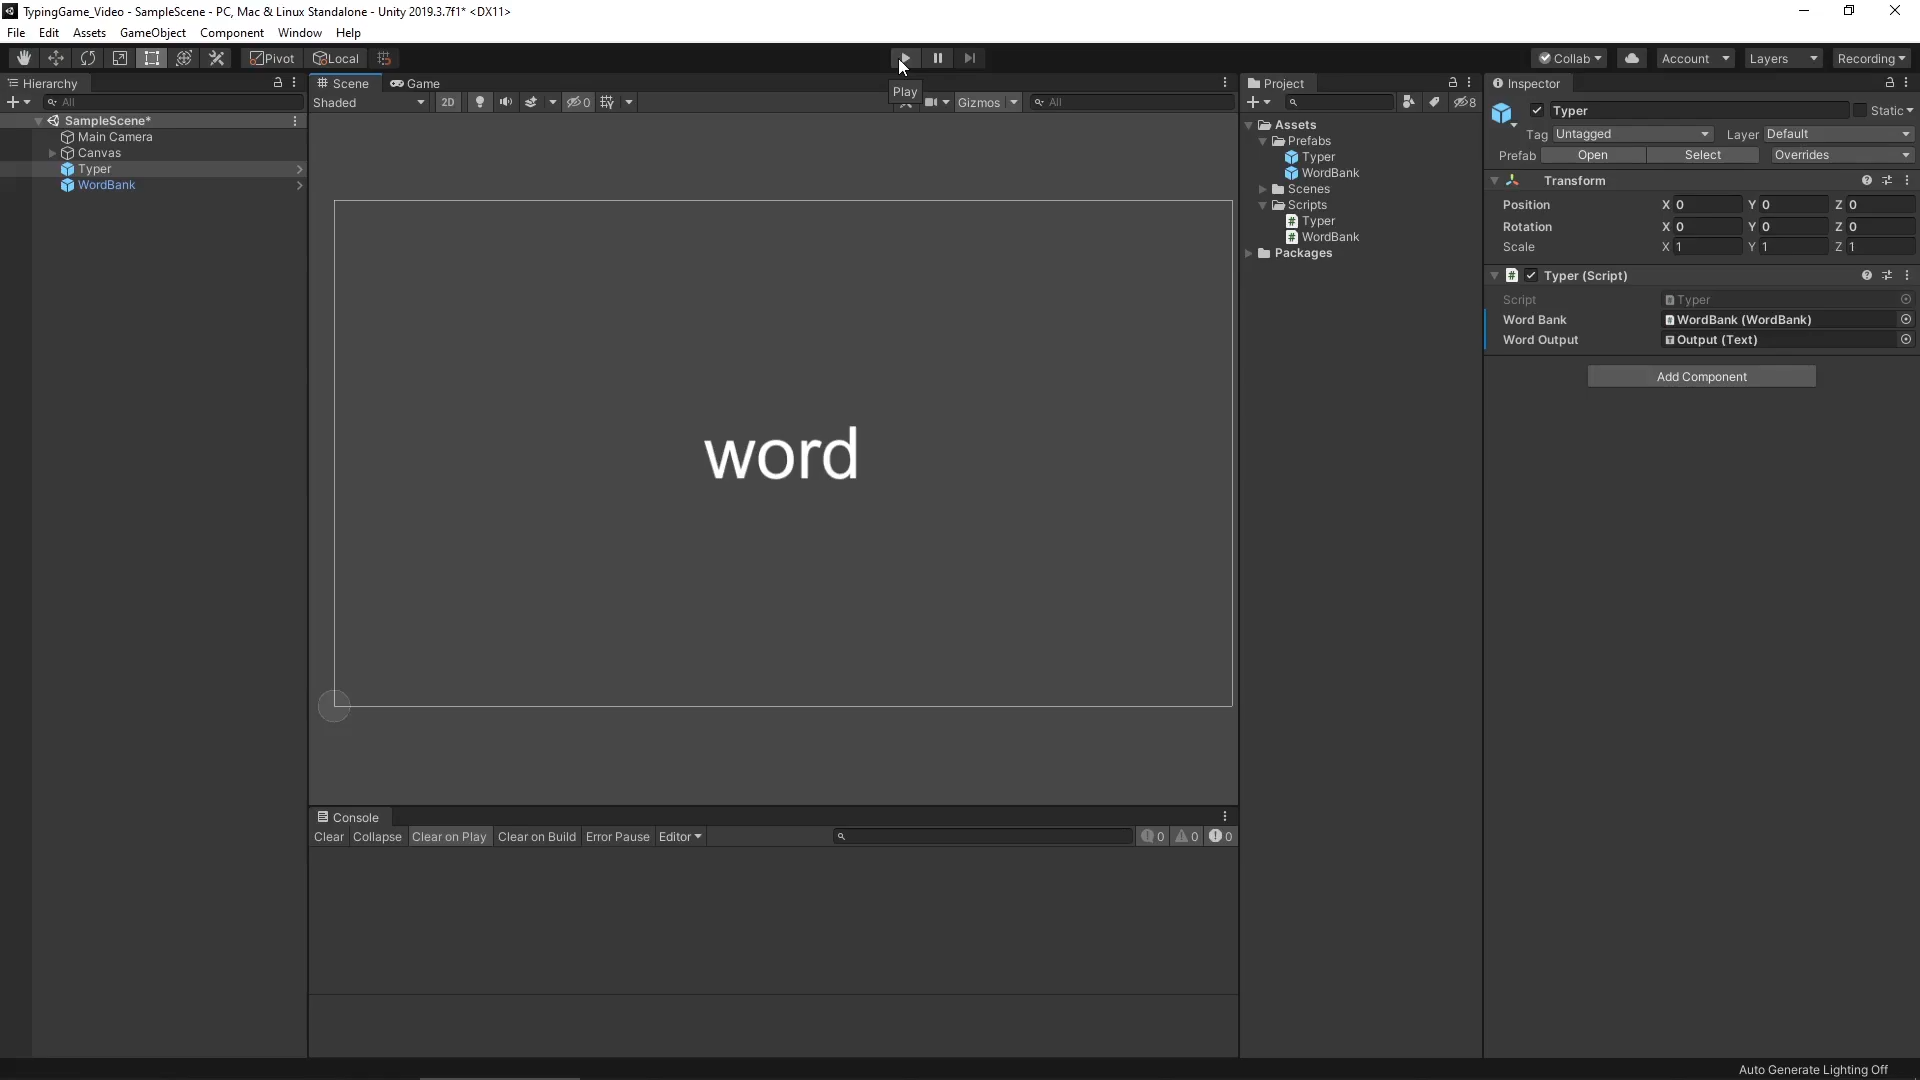 TypingGame_Video - SampleScene - PC, Mac & Linux Standalone - Unity 2019.3.7f1* <DX11>
File Edit Assets GameObject Component Window Help
Pivot Local Collab Account Layers Recording
Hierarchy
All
SampleScene*
Main Camera
Canvas
Typer
WordBank
Scene Game
Shaded 2D 0 Gizmos All
Play
word
Console
Clear Collapse Clear on Play Clear on Build Error Pause Editor 0 0 0
Project
8
Assets
Prefabs
Typer
WordBank
Scenes
Scripts
Typer
WordBank
Packages
Inspector
Typer Static
Tag Untagged Layer Default
Prefab Open Select Overrides
Transform
Position X 0 Y 0 Z 0
Rotation X 0 Y 0 Z 0
Scale X 1 Y 1 Z 1
Typer (Script)
Script Typer
Word Bank WordBank (WordBank)
Word Output Output (Text)
Add Component
Auto Generate Lighting Off